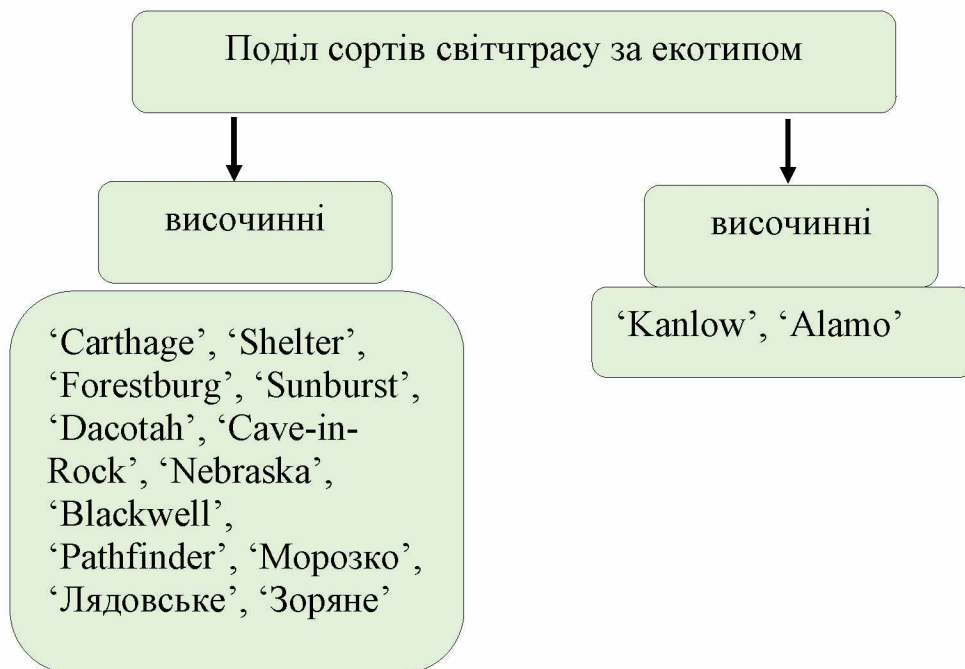 Поділ сортів світчграсу за екотипом
височинні
‘Carthage’, ‘Shelter’,
‘Forestburg’, ‘Sunburst’,
‘Dacotah’, ‘Cave-in-
Rock’, ‘Nebraska’,
‘Blackwell’,
‘Pathfinder’, ‘Морозко’,
‘Лядовське’, ‘Зоряне’
височинні
‘Kanlow’, ‘Alamo’